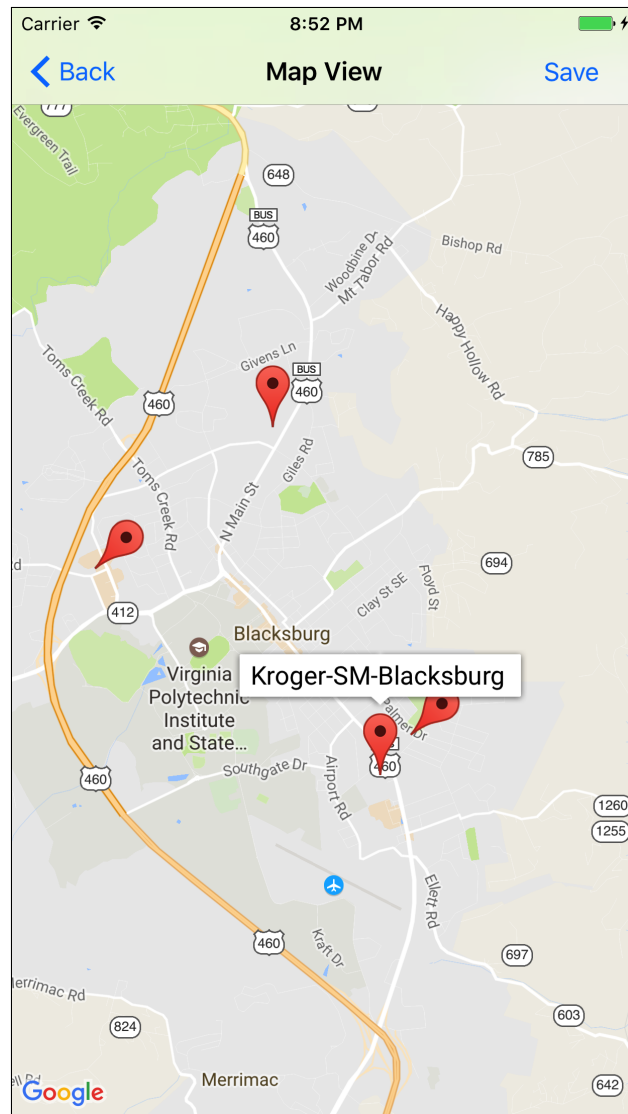 Carrier 8:52 PM
Back Map View Save
777
Evergreen Trail
648
BUS
460
Woodbine D
Mt Tabor Rd
Bishop Rd
Happy Hollow Rd
Givens Ln
BUS
460
Toms Creek Rd
460
785
Giles Rd
Toms Creek Rd
N Main St
694
d
Floyd St
Clay St SE
412
Blacksburg
Virginia
Polytechnic
Institute
and State...
Kroger-SM-Blacksburg
Palmer Dr
460
Southgate Dr
460
Airport Rd
1260
1255
Ellett Rd
460
Kraft Dr
697
errimac Rd
603
824
Merrimac
642
Google